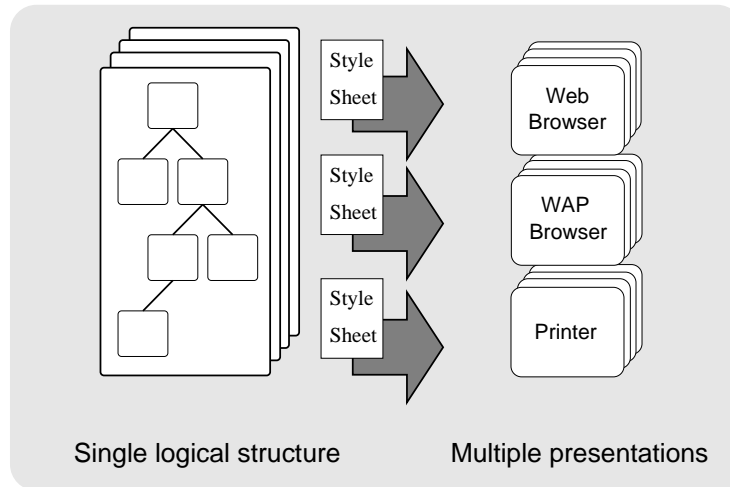 Style
Sheet
Web
Browser
Style
Sheet
WAP
Browser
Style
Sheet
Printer
Single logical structure
Multiple presentations